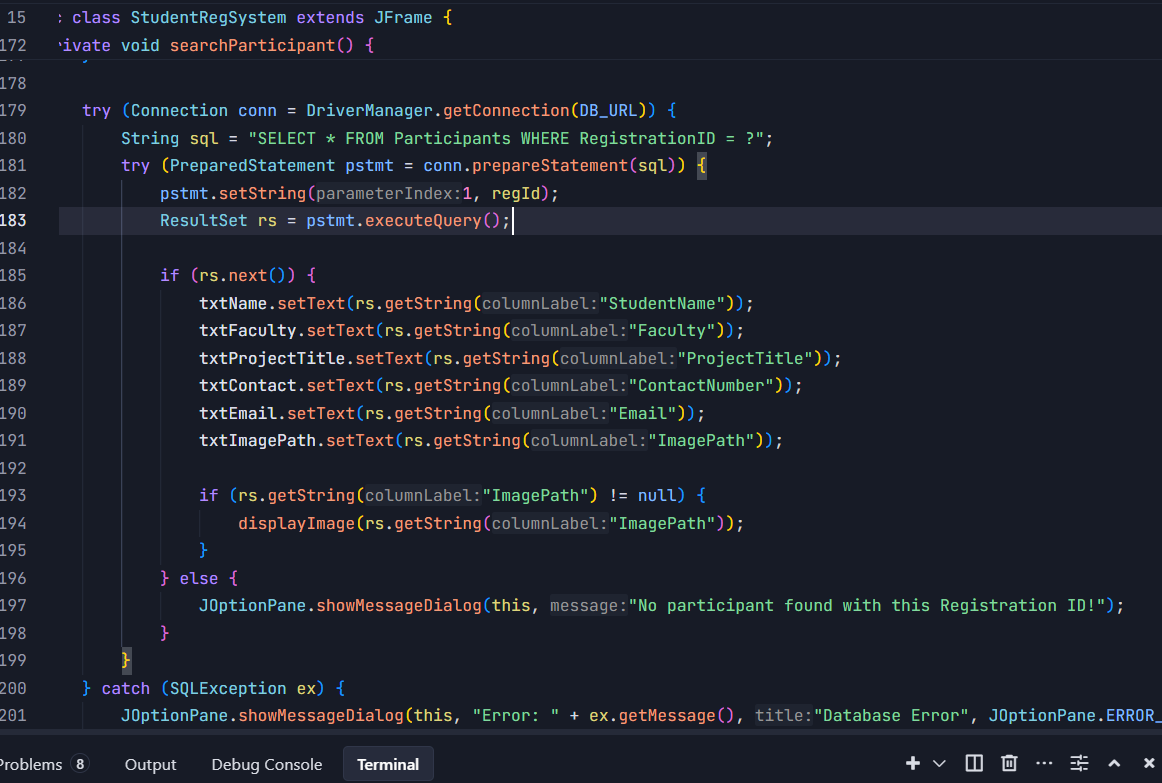 15 class StudentRegSystem extends JFrame {
172 ivate void searchParticipant() {
178
179 try (Connection conn = DriverManager.getConnection(DB_URL)) {
180 String sql = "SELECT * FROM Participants WHERE RegistrationID = ?";
181 try (PreparedStatement pstmt = conn.prepareStatement(sql)) {
182 pstmt.setString(parameterIndex:1, regId);
183 ResultSet rs = pstmt.executeQuery();
184
185 if (rs.next()) {
186 txtName.setText(rs.getString(columnLabel:"StudentName"));
187 txtFaculty.setText(rs.getString(columnLabel:"Faculty"));
188 txtProjectTitle.setText(rs.getString(columnLabel:"ProjectTitle"));
189 txtContact.setText(rs.getString(columnLabel:"ContactNumber"));
190 txtEmail.setText(rs.getString(columnLabel:"Email"));
191 txtImagePath.setText(rs.getString(columnLabel:"ImagePath"));
192
193 if (rs.getString(columnLabel:"ImagePath") != null) {
194 displayImage(rs.getString(columnLabel:"ImagePath"));
195 }
196 } else {
197 JOptionPane.showMessageDialog(this, message:"No participant found with this Registration ID!");
198 }
199 }
200 } catch (SQLException ex) {
201 JOptionPane.showMessageDialog(this, "Error: " + ex.getMessage(), title:"Database Error", JOptionPane.ERROR_
Problems 8 Output Debug Console Terminal